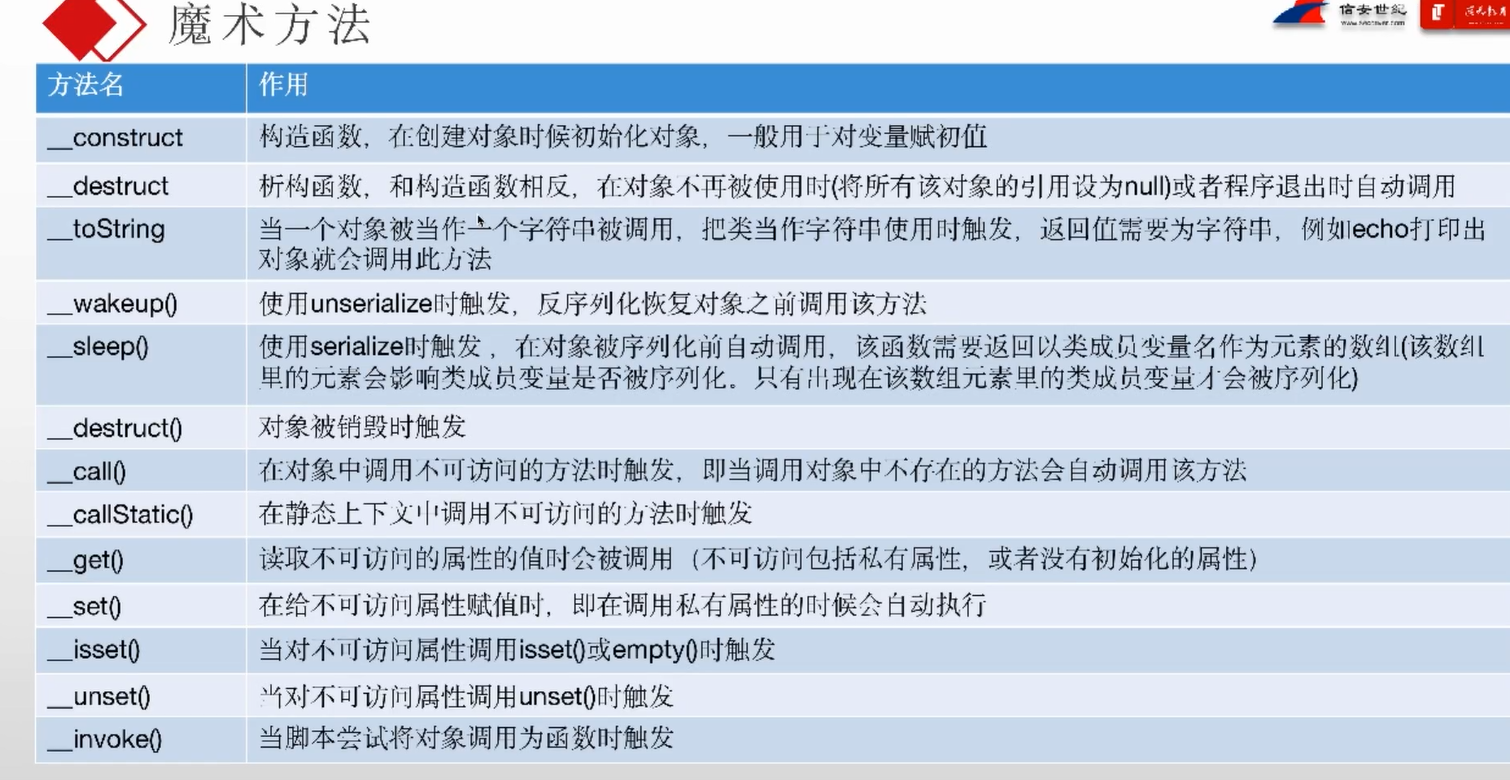 魔术方法
信安世纪
方法名 作用
__construct 构造函数，在创建对象时候初始化对象，一般用于对变量赋初值
__destruct 析构函数，和构造函数相反，在对象不再被使用时(将所有该对象的引用设为null)或者程序退出时自动调用
__toString 当一个对象被当作一个字符串被调用，把类当作字符串使用时触发，返回值需要为字符串，例如echo打印出
对象就会调用此方法
__wakeup() 使用unserialize时触发，反序列化恢复对象之前调用该方法
__sleep() 使用serialize时触发 ，在对象被序列化前自动调用，该函数需要返回以类成员变量名作为元素的数组(该数组
里的元素会影响类成员变量是否被序列化。只有出现在该数组元素里的类成员变量才会被序列化)
__destruct() 对象被销毁时触发
__call() 在对象中调用不可访问的方法时触发，即当调用对象中不存在的方法会自动调用该方法
__callStatic() 在静态上下文中调用不可访问的方法时触发
__get() 读取不可访问的属性的值时会被调用（不可访问包括私有属性，或者没有初始化的属性）
__set() 在给不可访问属性赋值时，即在调用私有属性的时候会自动执行
__isset() 当对不可访问属性调用isset()或empty()时触发
__unset() 当对不可访问属性调用unset()时触发
__invoke() 当脚本尝试将对象调用为函数时触发